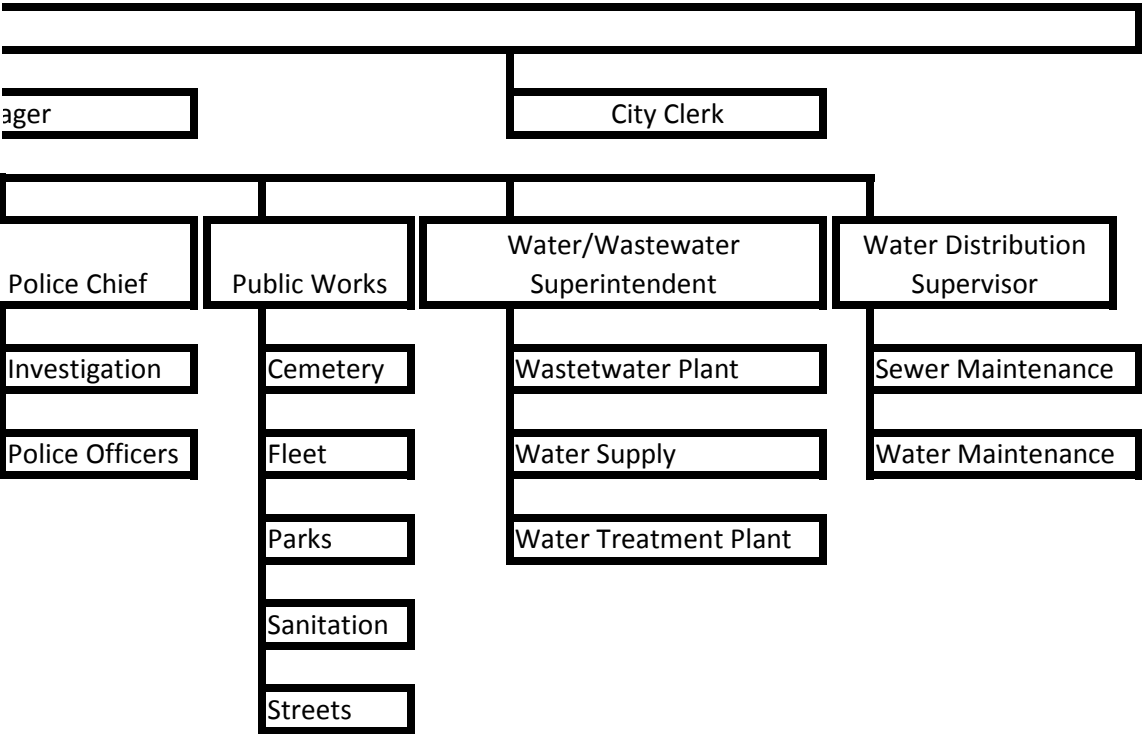 ager
City Clerk
Police Chief
Public Works
Water/Wastewater
Superintendent
Water Distribution
Supervisor
Investigation
Cemetery
Wastetwater Plant
Sewer Maintenance
Police Officers
Fleet
Water Supply
Water Maintenance
Parks
Water Treatment Plant
Sanitation
Streets